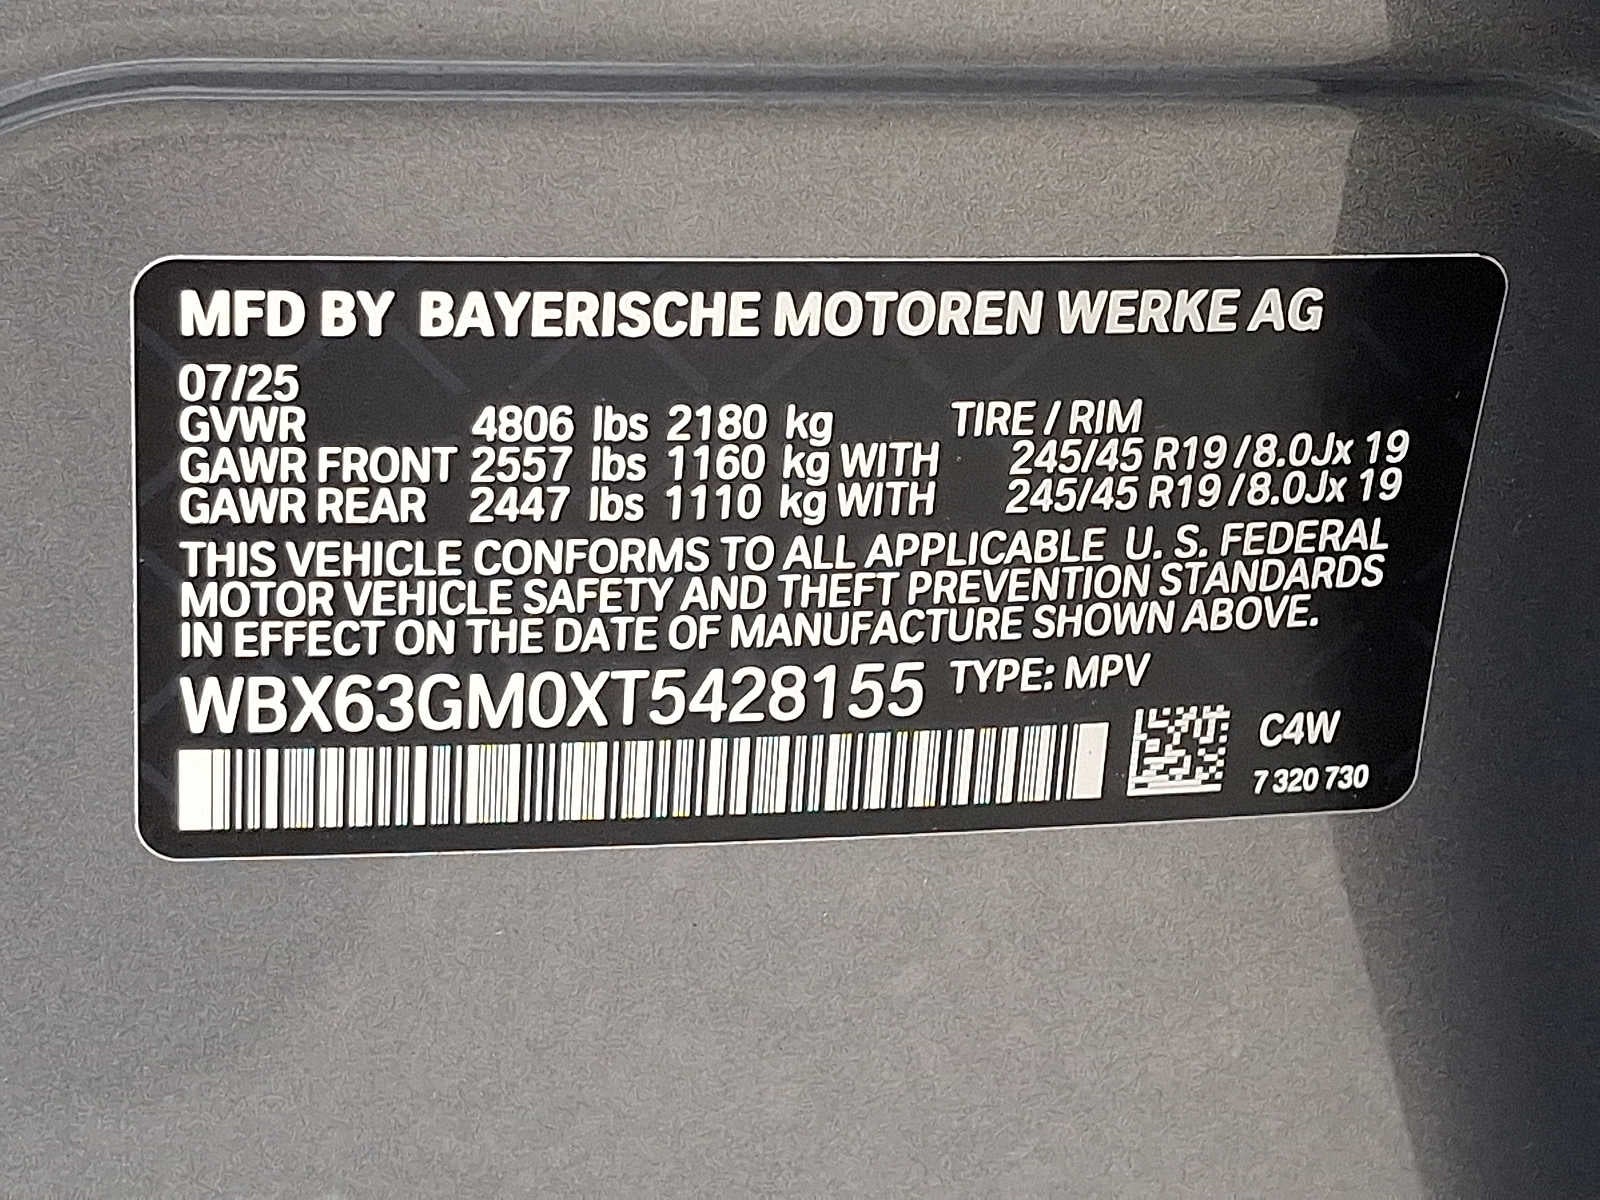 MFD BY BAYERISCHE MOTOREN WERKE AG
07/25
GVWR 4806 lbs 2180 kg TIRE / RIM
GAWR FRONT 2557 lbs 1160 kg WITH 245/45 R19 / 8.0Jx 19
GAWR REAR 2447 lbs 1110 kg WITH 245/45 R19 / 8.0Jx 19
THIS VEHICLE CONFORMS TO ALL APPLICABLE U. S. FEDERAL
MOTOR VEHICLE SAFETY AND THEFT PREVENTION STANDARDS
IN EFFECT ON THE DATE OF MANUFACTURE SHOWN ABOVE.
WBX63GM0XT5428155 TYPE: MPV
C4W
7 320 730